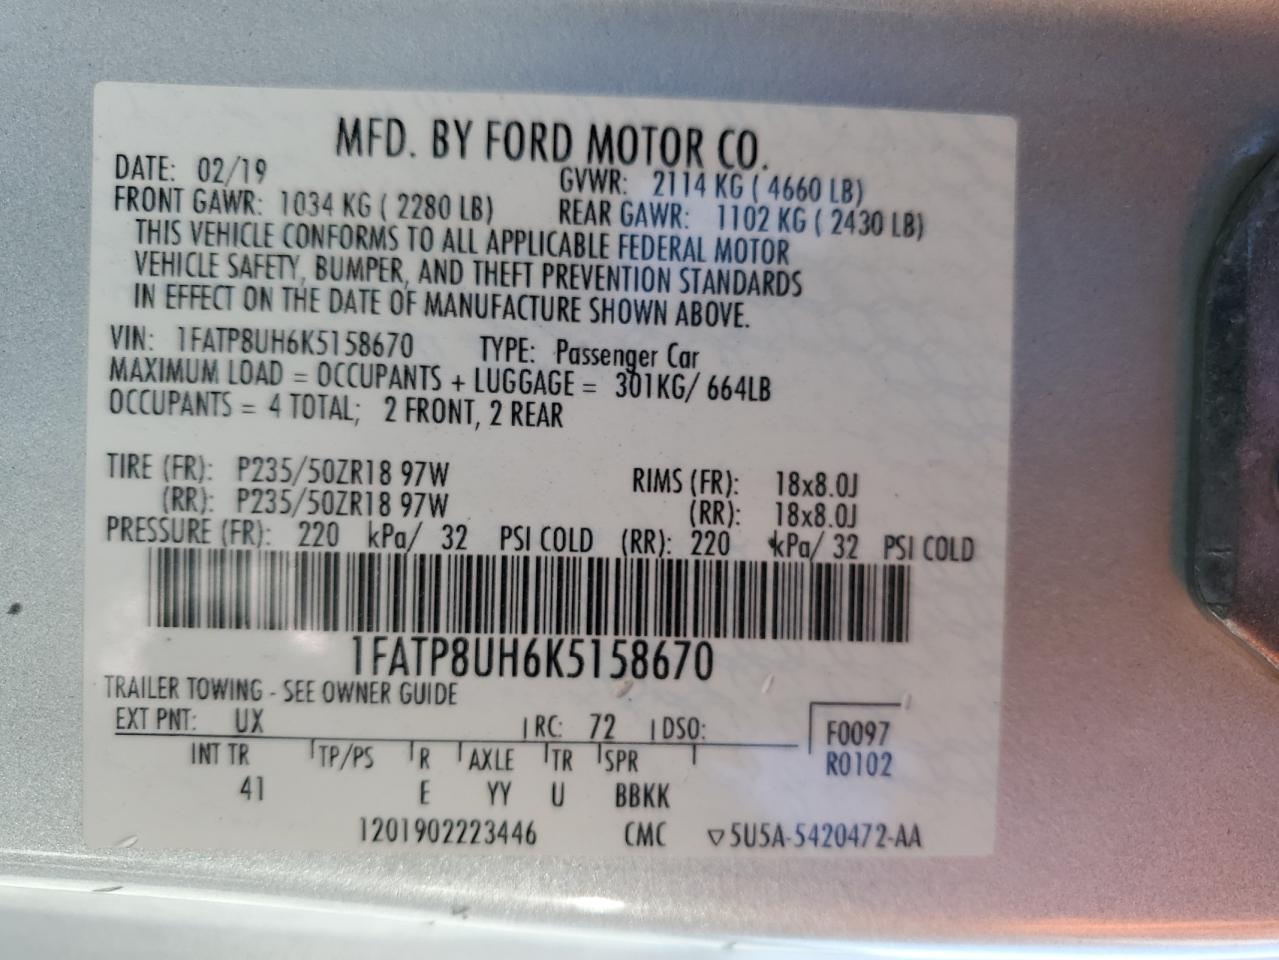 MFD. BY FORD MOTOR CO.
DATE: 02/19 GVWR: 2114 KG ( 4660 LB)
FRONT GAWR: 1034 KG ( 2280 LB) REAR GAWR: 1102 KG ( 2430 LB)
THIS VEHICLE CONFORMS TO ALL APPLICABLE FEDERAL MOTOR
VEHICLE SAFETY, BUMPER, AND THEFT PREVENTION STANDARDS
IN EFFECT ON THE DATE OF MANUFACTURE SHOWN ABOVE.
VIN: 1FATP8UH6K5158670 TYPE: Passenger Car
MAXIMUM LOAD = OCCUPANTS + LUGGAGE = 301KG/ 664LB
OCCUPANTS = 4 TOTAL; 2 FRONT, 2 REAR
TIRE (FR): P235/50ZR18 97W RIMS (FR): 18x8.0J
(RR): P235/50ZR18 97W (RR): 18x8.0J
PRESSURE (FR): 220 kPa/ 32 PSI COLD (RR): 220 kPa/ 32 PSI COLD
1FATP8UH6K5158670
TRAILER TOWING - SEE OWNER GUIDE
EXT PNT: UX RC: 72 DSO: F0097
INT TR TP/PS R AXLE TR SPR R0102
41 E YY U BBKK
1201902223446 CMC ▽5U5A-5420472-AA